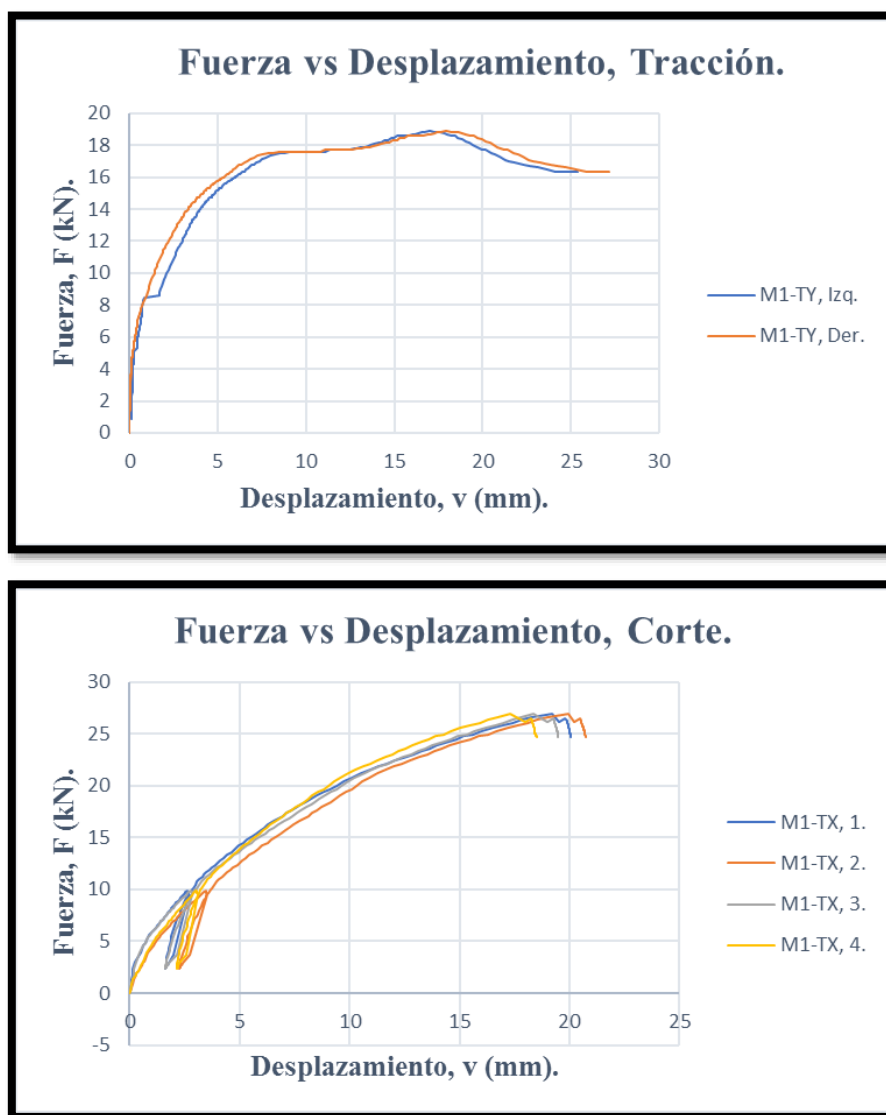 Fuerza vs Desplazamiento, Tracción.
20
18
16
14
12
10
8
6
4
2
0
Fuerza, F (kN).
0 5 10 15 20 25 30
Desplazamiento, v (mm).
M1-TY, Izq.
M1-TY, Der.
Fuerza vs Desplazamiento, Corte.
30
25
20
15
10
5
0
-5
Fuerza, F (kN).
0 5 10 15 20 25
Desplazamiento, v (mm).
M1-TX, 1.
M1-TX, 2.
M1-TX, 3.
M1-TX, 4.